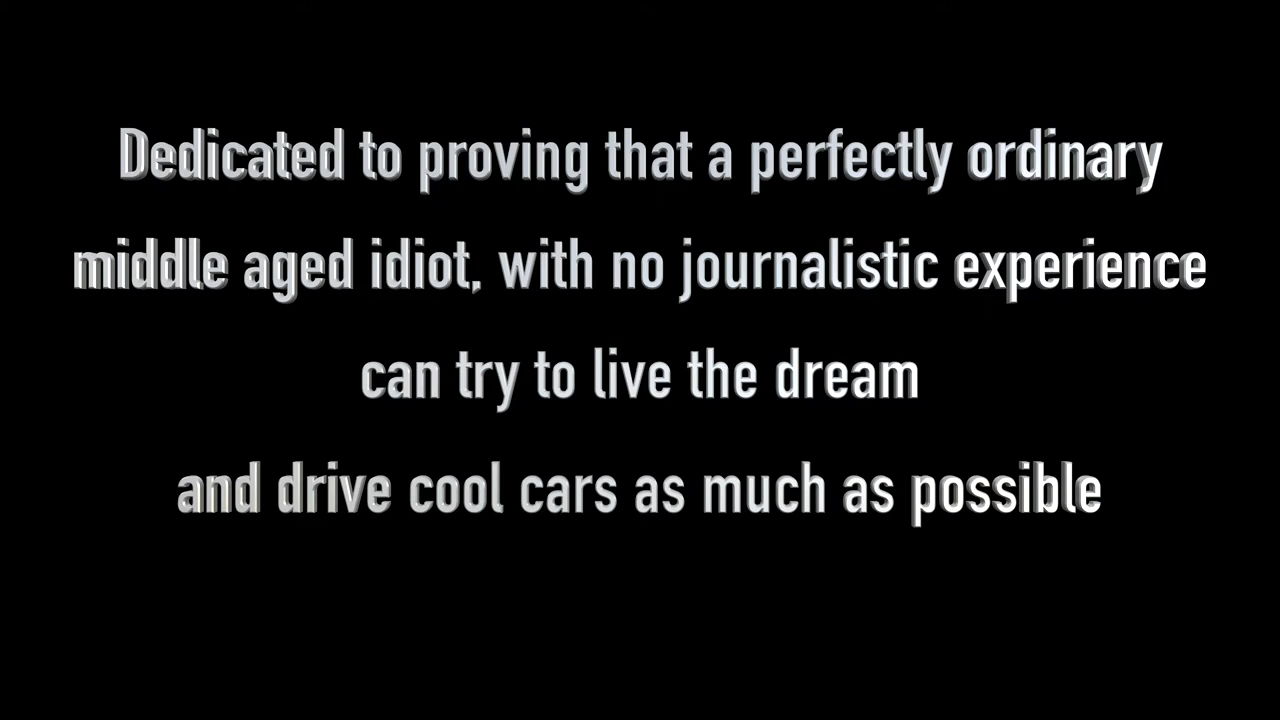 Dedicated to proving that a perfectly ordinary
middle aged idiot, with no journalistic experience
can try to live the dream
and drive cool cars as much as possible